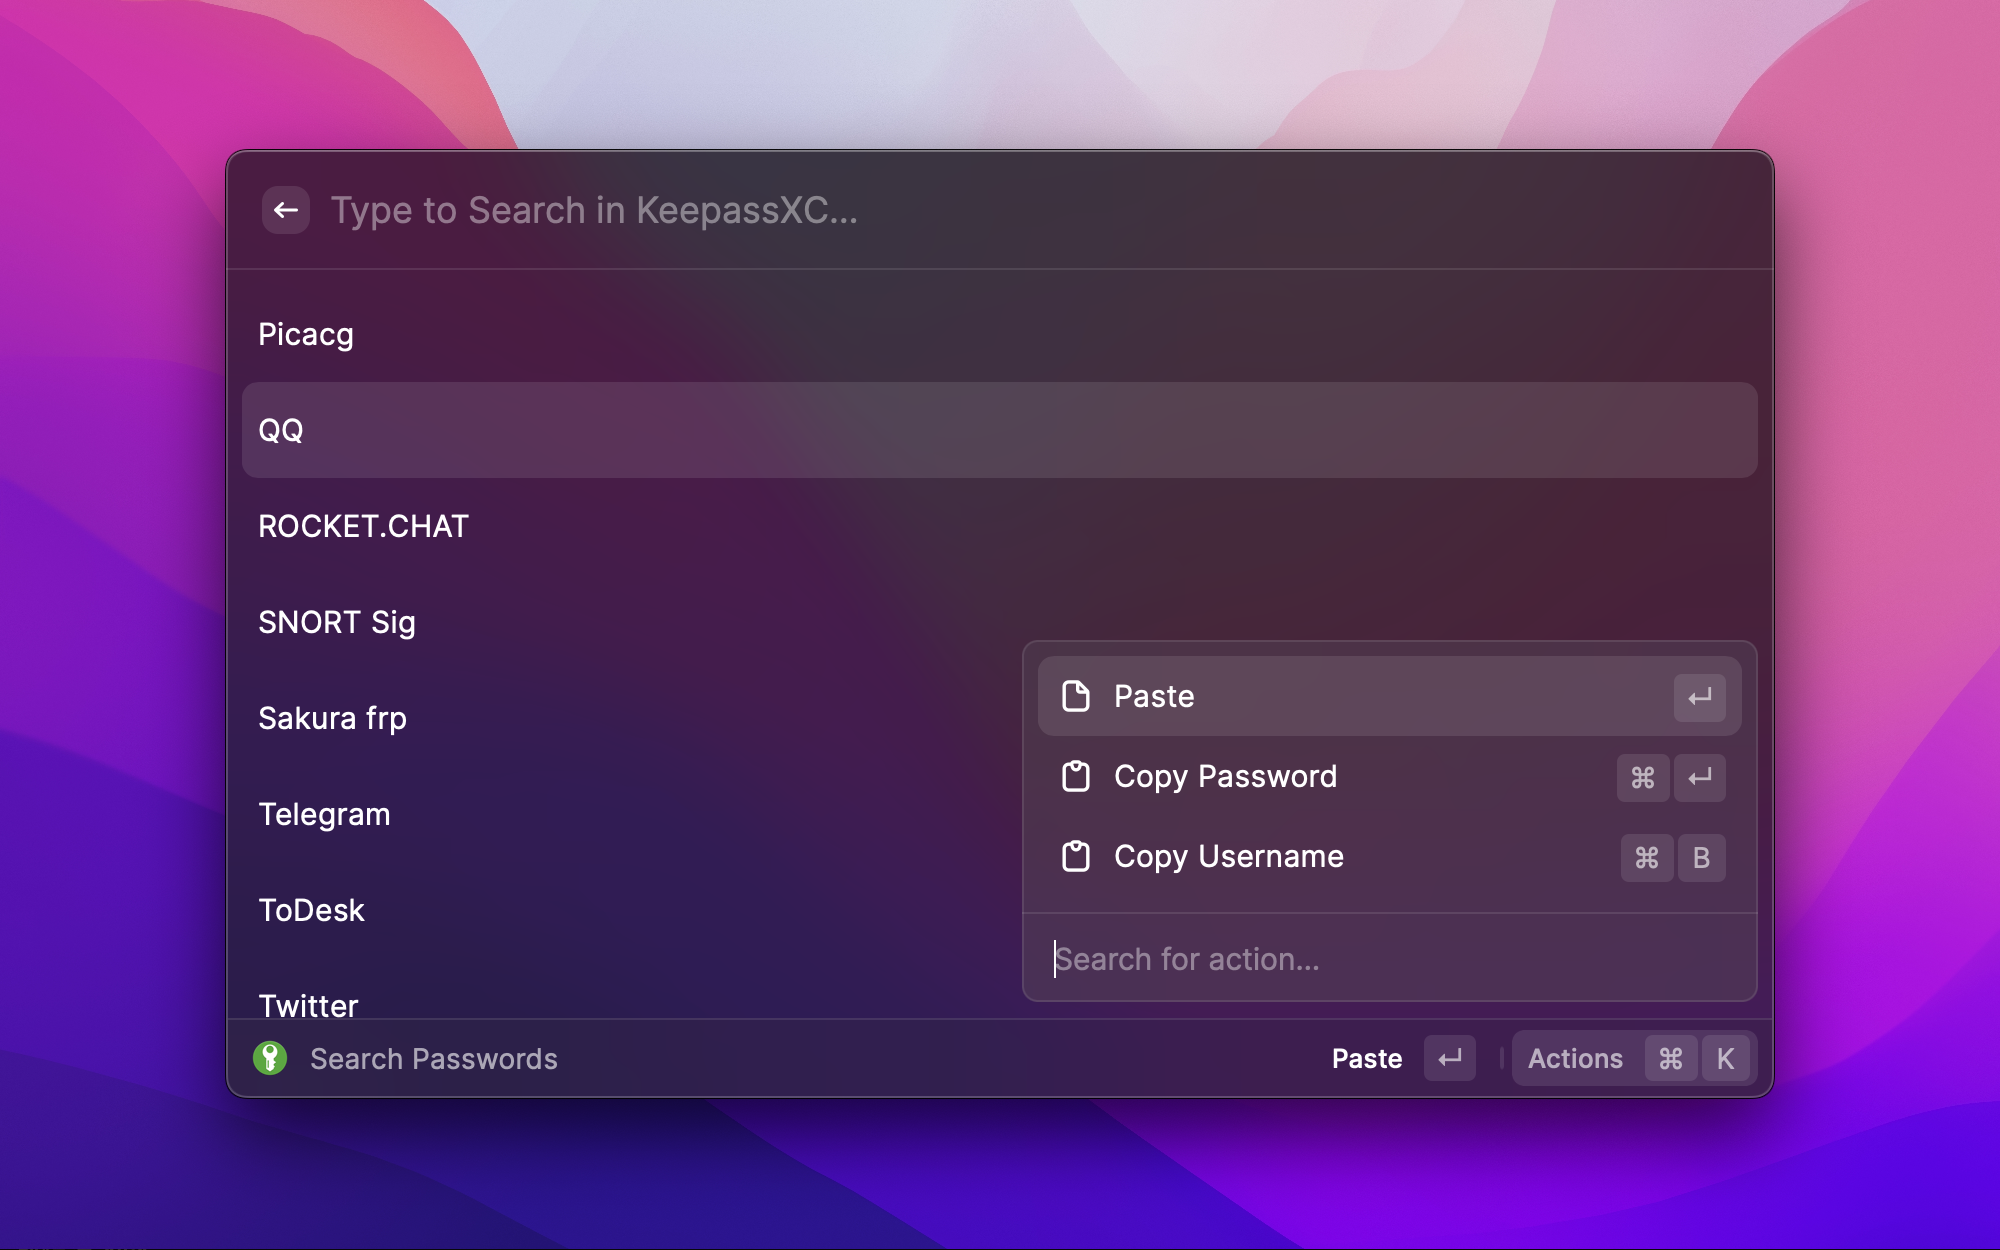 Type to Search in KeepassXC...
Picacg
QQ
ROCKET.CHAT
SNORT Sig
Sakura frp
Telegram
ToDesk
Twitter
Paste ↵
Copy Password ⌘ ↵
Copy Username ⌘ B
Search for action...
Search Passwords
Paste ↵
Actions ⌘ K